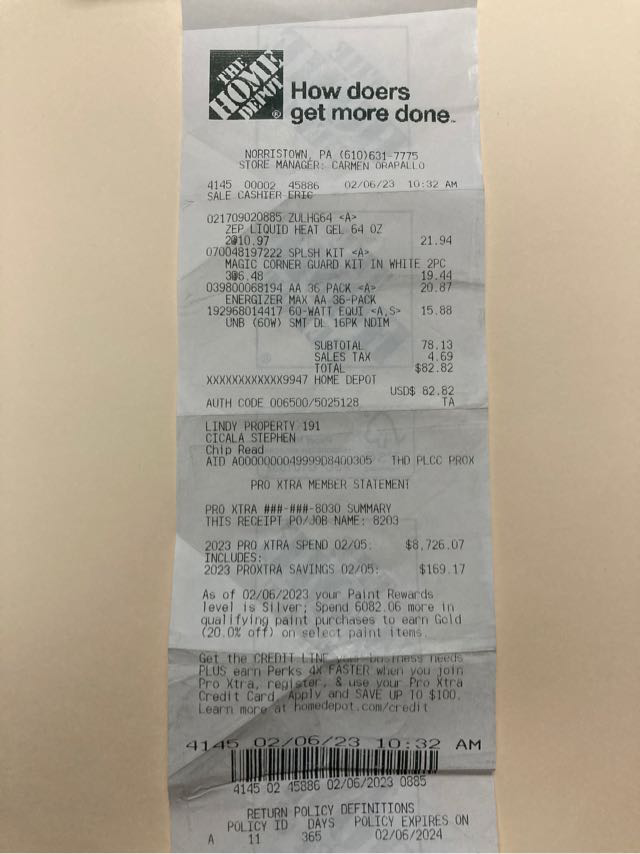 THE
HOME
DEPOT
How doers
get more done.
NORRISTOWN, PA (610)631-7775
STORE MANAGER: CARMEN ORAPALLO
4145 00002 45886 02/06/23 10:32 AM
SALE CASHIER ERIC
021709020885 ZULHG64 <A>
ZEP LIQUID HEAT GEL 64 OZ
2@10.97 21.94
070048197222 SPLSH KIT <A>
MAGIC CORNER GUARD KIT IN WHITE 2PC
3@6.48 19.44
039800068194 AA 36 PACK <A> 20.87
ENERGIZER MAX AA 36-PACK
192968014417 60-WATT EQUI <A,S> 15.88
UNB (60W) SMT DL 16PK NDIM
SUBTOTAL 78.13
SALES TAX 4.69
TOTAL $82.82
XXXXXXXXXXXX9947 HOME DEPOT
USD$ 82.82
AUTH CODE 006500/5025128 TA
LINDY PROPERTY 191
CICALA STEPHEN
Chip Read
AID A0000000049999D8400305 THD PLCC PROX
PRO XTRA MEMBER STATEMENT
PRO XTRA ###-###-8030 SUMMARY
THIS RECEIPT PO/JOB NAME: 8203
2023 PRO XTRA SPEND 02/05: $8,726.07
INCLUDES:
2023 PROXTRA SAVINGS 02/05: $169.17
As of 02/06/2023 your Paint Rewards
level is Silver; Spend 6082.06 more in
qualifying paint purchases to earn Gold
(20.0% off) on select paint items.
Get the CREDIT LINE your business needs
PLUS earn Perks 4X FASTER when you join
Pro Xtra, register, & use your Pro Xtra
Credit Card. Apply and SAVE UP TO $100.
Learn more at homedepot.com/credit
4145 02/06/23 10:32 AM
4145 02 45886 02/06/2023 0885
RETURN POLICY DEFINITIONS
POLICY ID DAYS POLICY EXPIRES ON
A 11 365 02/06/2024